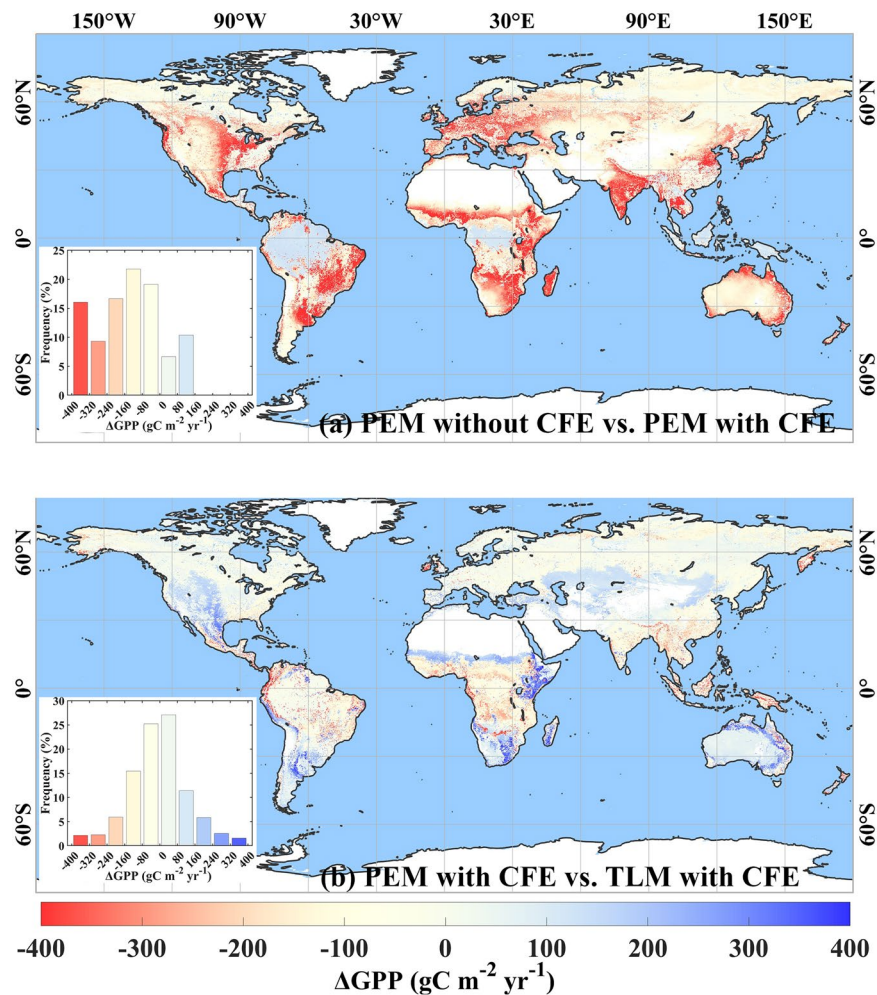 150°W 90°W 30°W 30°E 90°E 150°E
60°N 60°N
0° 0°
60°S 60°S
25
20
15
10
5
0
Frequency (%)
-400 -320 -240 -160 -80 0 80 160 240 320 400
ΔGPP (gC m⁻² yr⁻¹)
(a) PEM without CFE vs. PEM with CFE
60°N 60°N
0° 0°
60°S 60°S
30
25
20
15
10
5
0
Frequency (%)
-400 -320 -240 -160 -80 0 80 160 240 320 400
ΔGPP (gC m⁻² yr⁻¹)
(b) PEM with CFE vs. TLM with CFE
-400 -300 -200 -100 0 100 200 300 400
ΔGPP (gC m⁻² yr⁻¹)